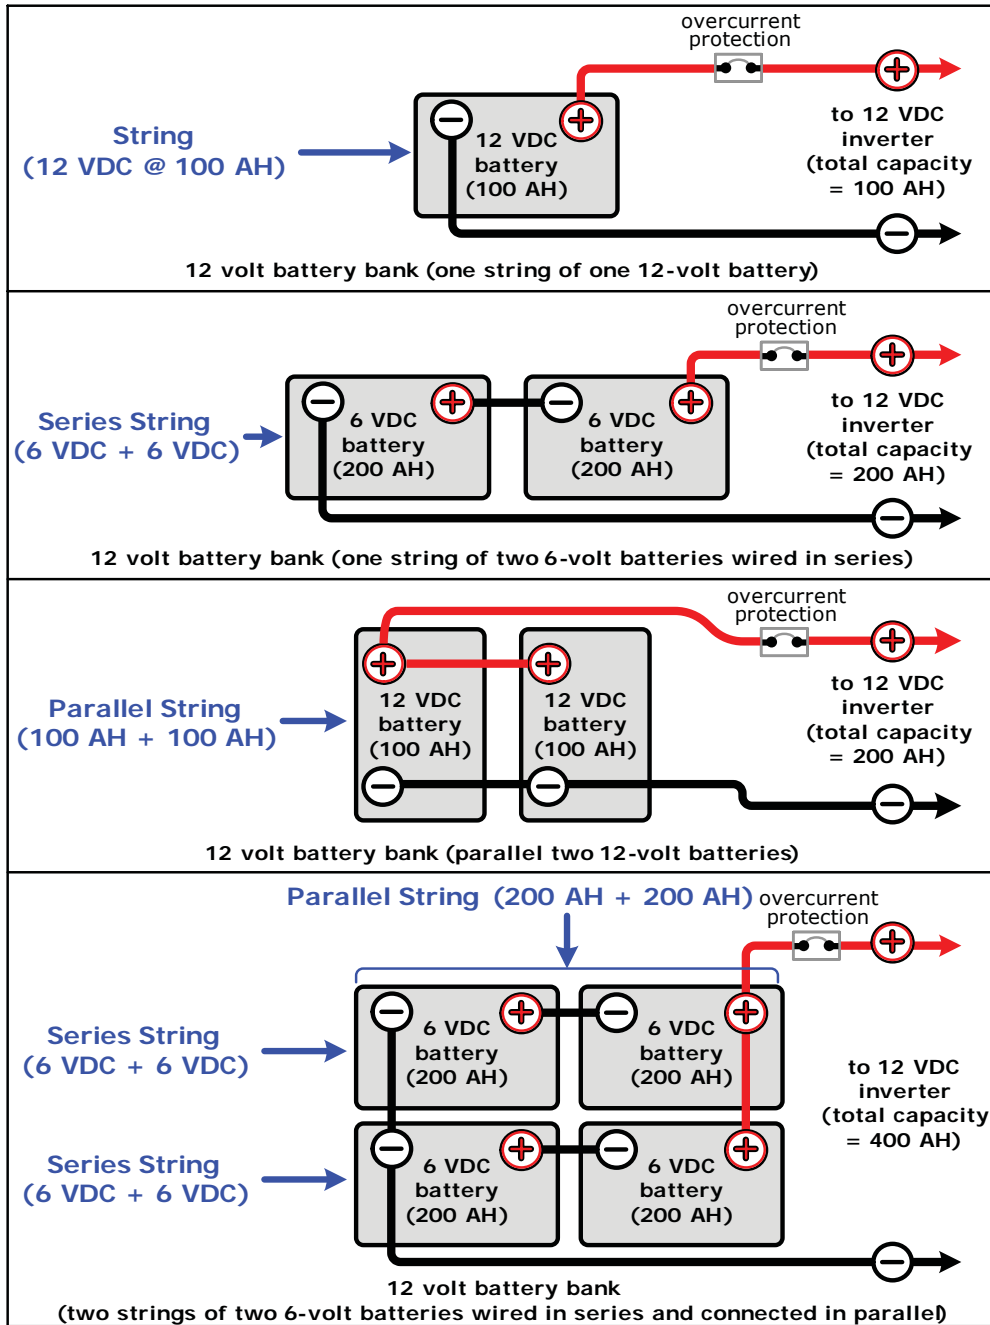 overcurrent
protection
+
−
+
12 VDC
battery
(100 AH)
String
(12 VDC @ 100 AH)
to 12 VDC
inverter
(total capacity
= 100 AH)
−
12 volt battery bank (one string of one 12-volt battery)
overcurrent
protection
+
Series String
(6 VDC + 6 VDC)
−
+
6 VDC
battery
(200 AH)
−
+
6 VDC
battery
(200 AH)
to 12 VDC
inverter
(total capacity
= 200 AH)
−
12 volt battery bank (one string of two 6-volt batteries wired in series)
overcurrent
protection
+
Parallel String
(100 AH + 100 AH)
+
12 VDC
battery
(100 AH)
−
+
12 VDC
battery
(100 AH)
−
to 12 VDC
inverter
(total capacity
= 200 AH)
−
12 volt battery bank (parallel two 12-volt batteries)
Parallel String (200 AH + 200 AH)
overcurrent
protection
+
Series String
(6 VDC + 6 VDC)
−
+
6 VDC
battery
(200 AH)
−
+
6 VDC
battery
(200 AH)
to 12 VDC
inverter
(total capacity
= 400 AH)
Series String
(6 VDC + 6 VDC)
−
+
6 VDC
battery
(200 AH)
−
+
6 VDC
battery
(200 AH)
−
12 volt battery bank
(two strings of two 6-volt batteries wired in series and connected in parallel)